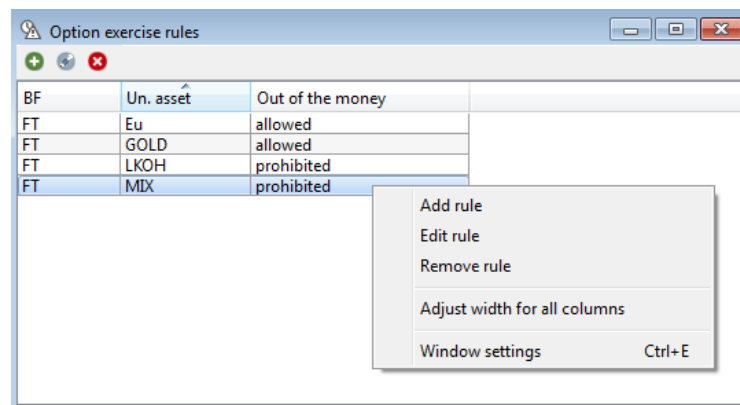 Option exercise rules
BF Un. asset Out of the money
FT Eu allowed
FT GOLD allowed
FT LKOH prohibited
FT MIX prohibited
Add rule
Edit rule
Remove rule
Adjust width for all columns
Window settings Ctrl+E